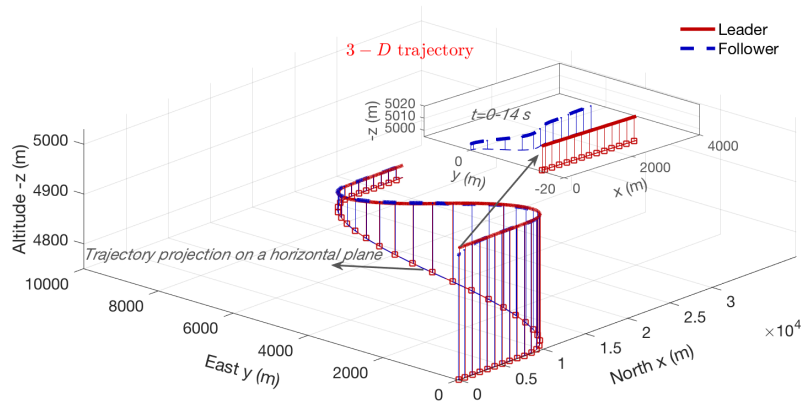 3 − D trajectory
Leader
Follower
t=0-14 s
-z (m)
5020
5010
5000
0
-20
y (m)
0
2000
4000
x (m)
Altitude -z (m)
5000
4900
4800
Trajectory projection on a horizontal plane
10000
8000
6000
4000
2000
0
East y (m)
0
0.5
1
1.5
2
2.5
3
×10⁴
North x (m)